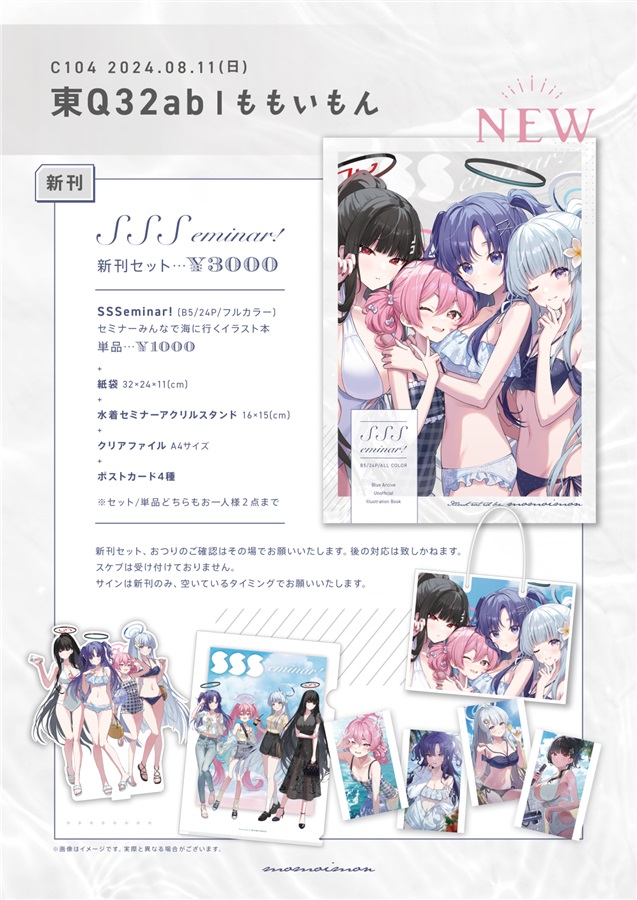 C104 2024.08.11(日)
東Q32ab | ももいもん
NEW
新刊
SSSeminar!
新刊セット…¥3000
SSSeminar! (B5/24P/フルカラー)
セミナーみんなで海に行くイラスト本
単品…¥1000
+
紙袋 32×24×11(cm)
+
水着セミナーアクリルスタンド 16×15(cm)
+
クリアファイル A4サイズ
+
ポストカード4種
※セット/単品どちらもお一人様2点まで
SSSeminar!
SSS
eminar!
B5/24P/ALL COLOR
Blue Archive
Unofficial
Illustration Book
momoimon
新刊セット、おつりのご確認はその場でお願いいたします。後の対応は致しかねます。
スケブは受け付けておりません。
サインは新刊のみ、空いているタイミングでお願いいたします。
SSSeminar!
※画像はイメージです。実際と異なる場合がございます。
momoimon